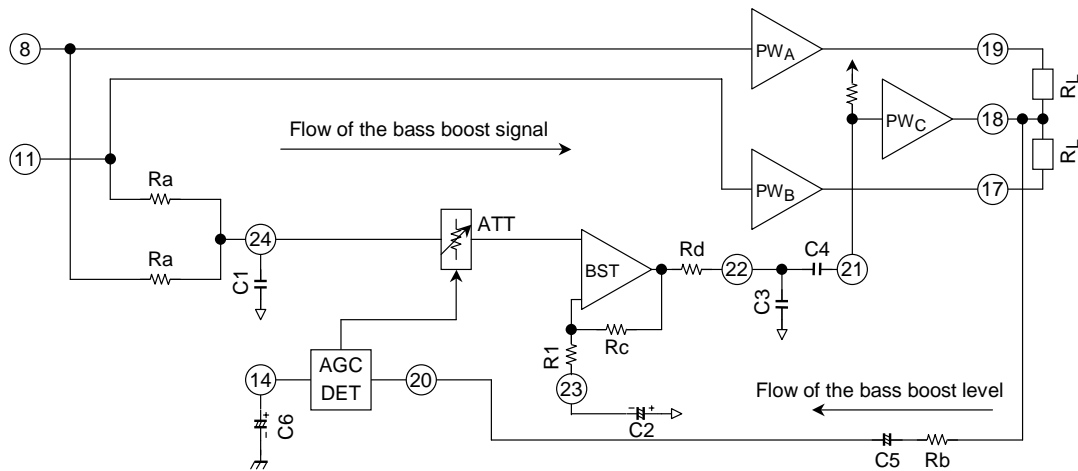 8
PWA
19
RL
PWC
18
Flow of the bass boost signal
11
RL
Ra
PWB
17
24
ATT
Ra
C1
BST
Rd
22
C4
21
C3
Rc
R1
AGC
DET
14
20
23
Flow of the bass boost level
C6
C2
C5
Rb